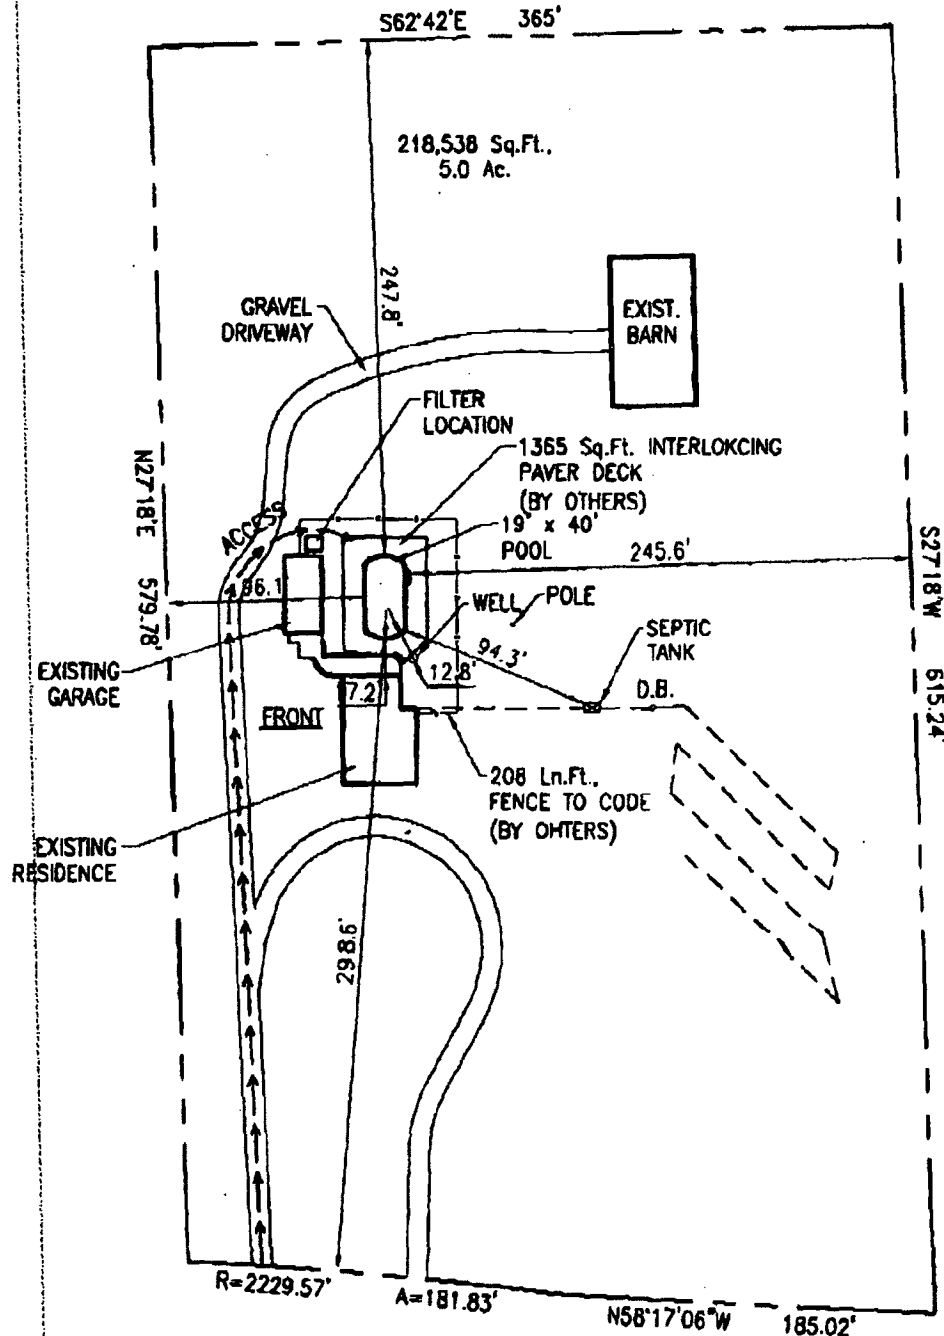 S62°42'E 365'
218,538 Sq.Ft.,
5.0 Ac.
247.8'
GRAVEL
DRIVEWAY
EXIST.
BARN
FILTER
LOCATION
1365 Sq.Ft. INTERLOKCING
PAVER DECK
(BY OTHERS)
19' x 40'
POOL
N27°18'E 579.78'
ACCESS
96.1
245.6'
S27°18'W 615.24'
WELL
POLE
94.3'
SEPTIC
TANK
12.8'
D.B.
EXISTING
GARAGE
7.2'
FRONT
208 Ln.Ft.,
FENCE TO CODE
(BY OHTERS)
EXISTING
RESIDENCE
298.6'
R=2229.57'
A=181.83'
N58°17'06"W 185.02'